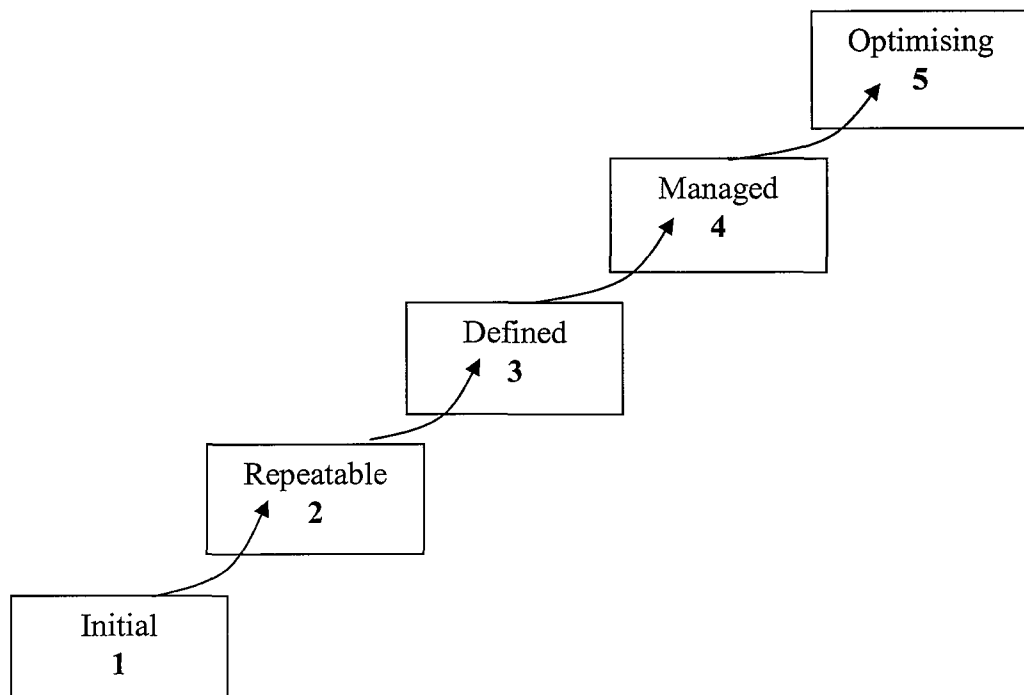 Optimising
5
Managed
4
Defined
3
Repeatable
2
Initial
1